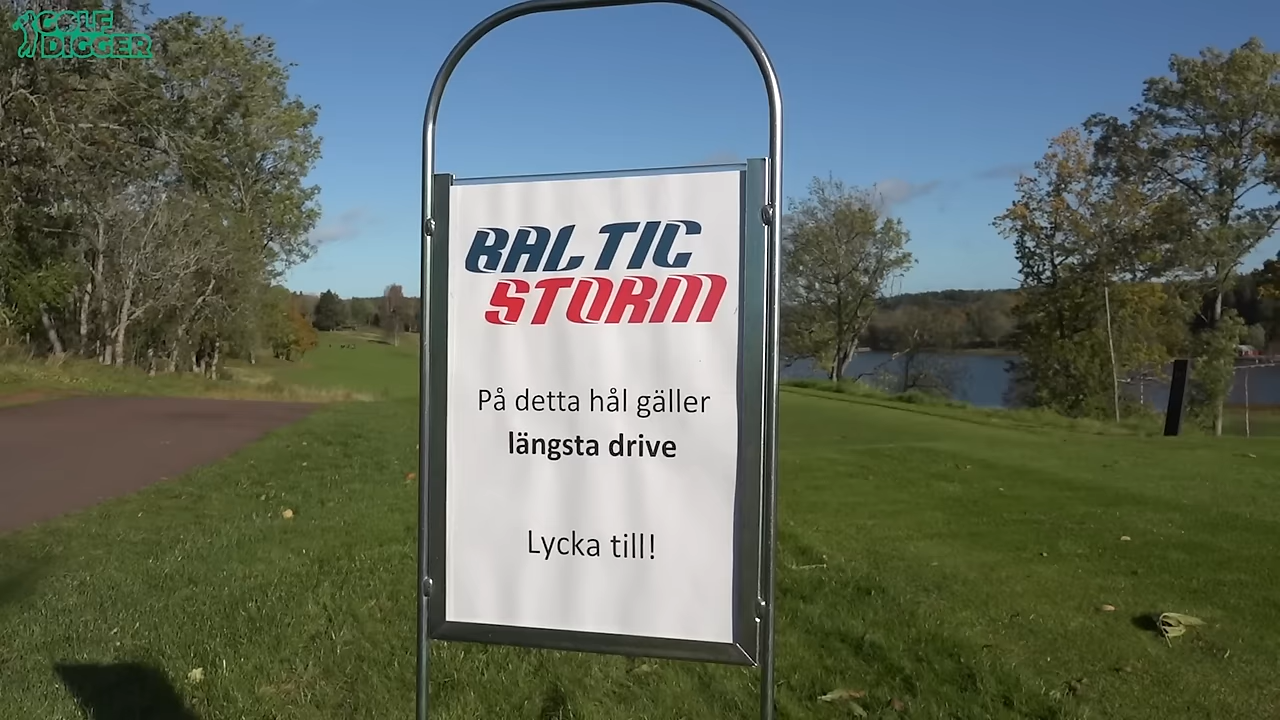 GOLF
DIGGER
BALTIC
STORM
På detta hål gäller
längsta drive
Lycka till!